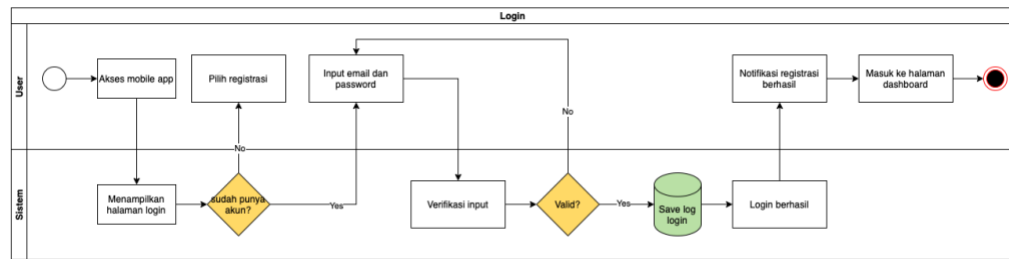 Login
User
Akses mobile app
Pilih registrasi
Input email dan
password
No
Notifikasi registrasi
berhasil
Masuk ke halaman
dashboard
No
Sistem
Menampilkan
halaman login
sudah punya
akun?
Yes
Verifikasi input
Valid?
Yes
Save log
login
Login berhasil